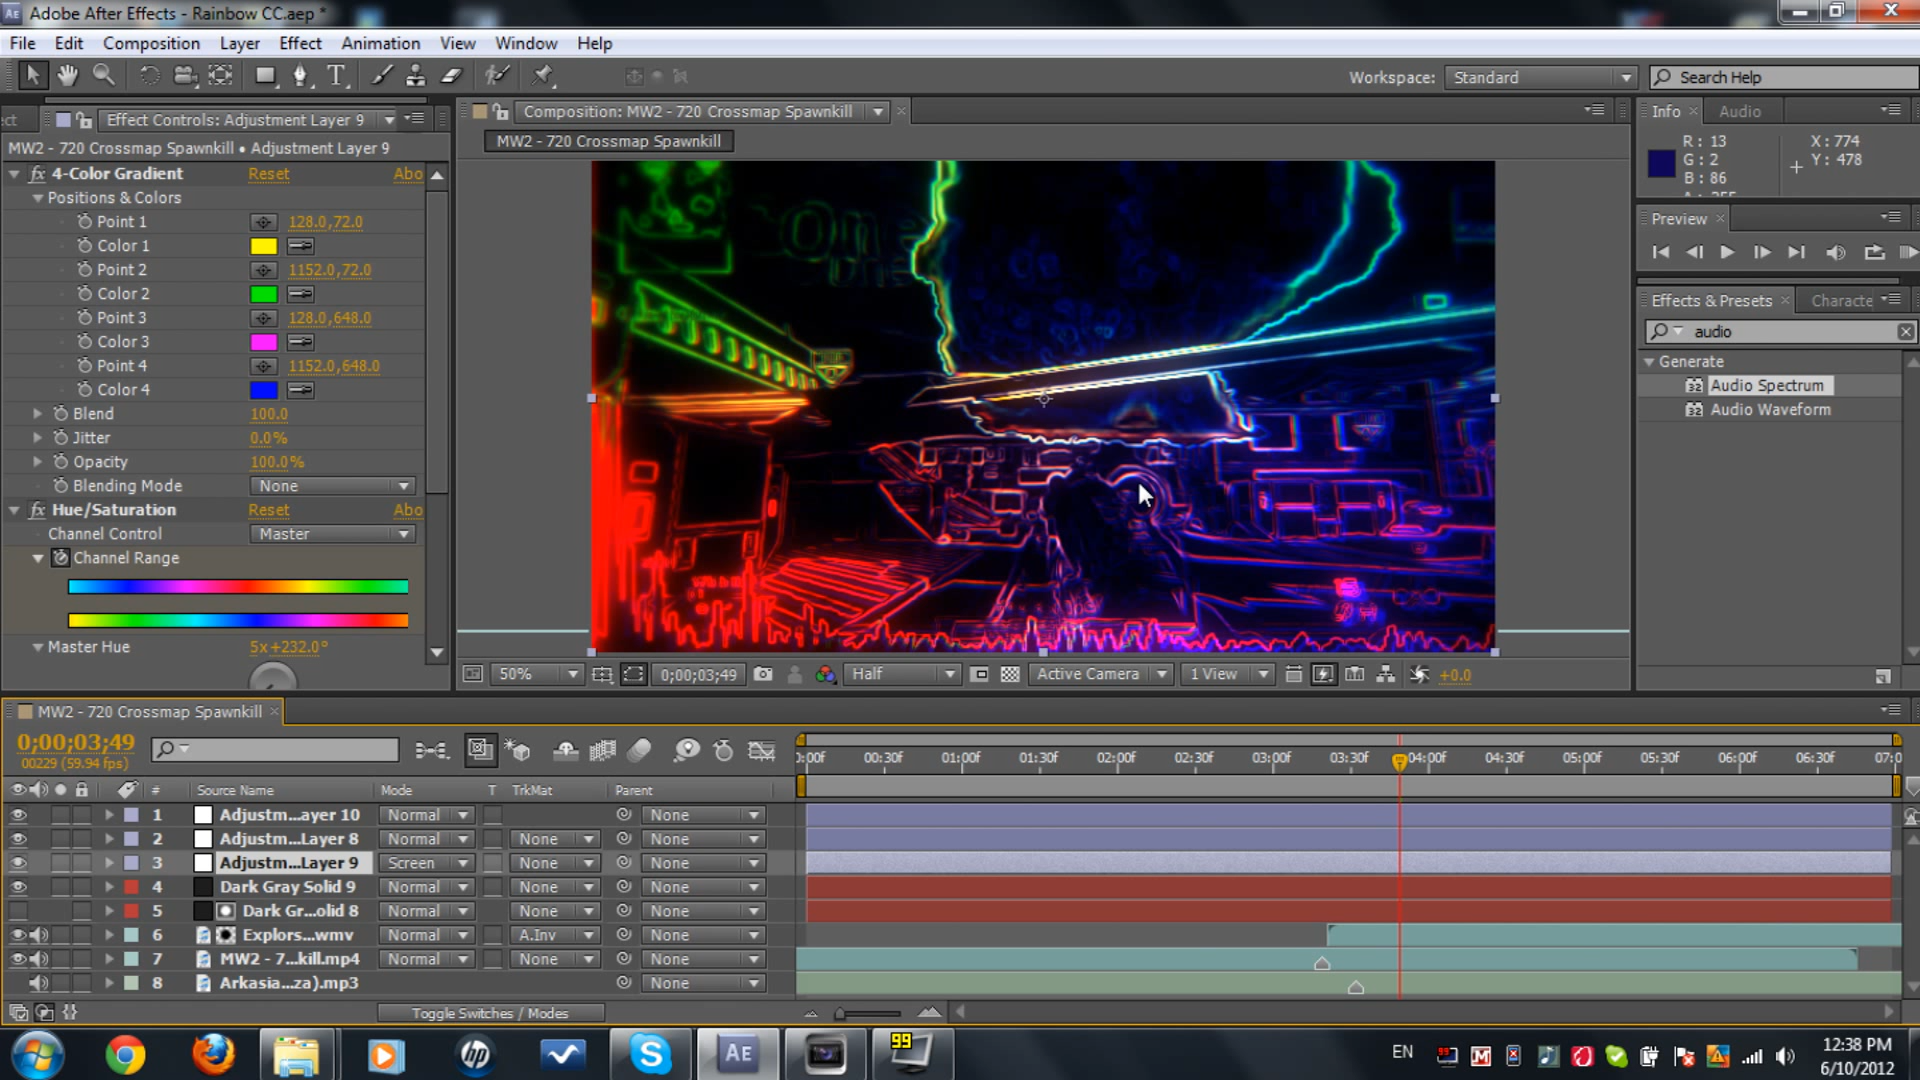 Adobe After Effects - Rainbow CC.aep *
File Edit Composition Layer Effect Animation View Window Help
Workspace: Standard Search Help
Effect Controls: Adjustment Layer 9
MW2 - 720 Crossmap Spawnkill • Adjustment Layer 9
4-Color Gradient Reset Abo
Positions & Colors
Point 1 128.0,72.0
Color 1
Point 2 1152.0,72.0
Color 2
Point 3 128.0,648.0
Color 3
Point 4 1152.0,648.0
Color 4
Blend 100.0
Jitter 0.0%
Opacity 100.0%
Blending Mode None
Hue/Saturation Reset Abo
Channel Control Master
Channel Range
Master Hue 5x+232.0°
Composition: MW2 - 720 Crossmap Spawnkill
MW2 - 720 Crossmap Spawnkill
One
50% 0;00;03;49 Half Active Camera 1 View +0.0
Info Audio
R: 13 X: 774
G: 2 Y: 478
B: 86
Preview
Effects & Presets Characte
audio
Generate
Audio Spectrum
Audio Waveform
MW2 - 720 Crossmap Spawnkill
0;00;03;49
00229 (59.94 fps)
:00f 00:30f 01:00f 01:30f 02:00f 02:30f 03:00f 03:30f 04:00f 04:30f 05:00f 05:30f 06:00f 06:30f 07:0
# Source Name Mode T TrkMat Parent
1 Adjustm...ayer 10 Normal None
2 Adjustm...Layer 8 Normal None None
3 Adjustm...Layer 9 Screen None None
4 Dark Gray Solid 9 Normal None None
5 Dark Gr...olid 8 Normal None None
6 Explors...wmv Normal A.Inv None
7 MW2 - 7...kill.mp4 Normal None None
8 Arkasia...za).mp3 None
Toggle Switches / Modes
AE
99
EN
12:38 PM
6/10/2012